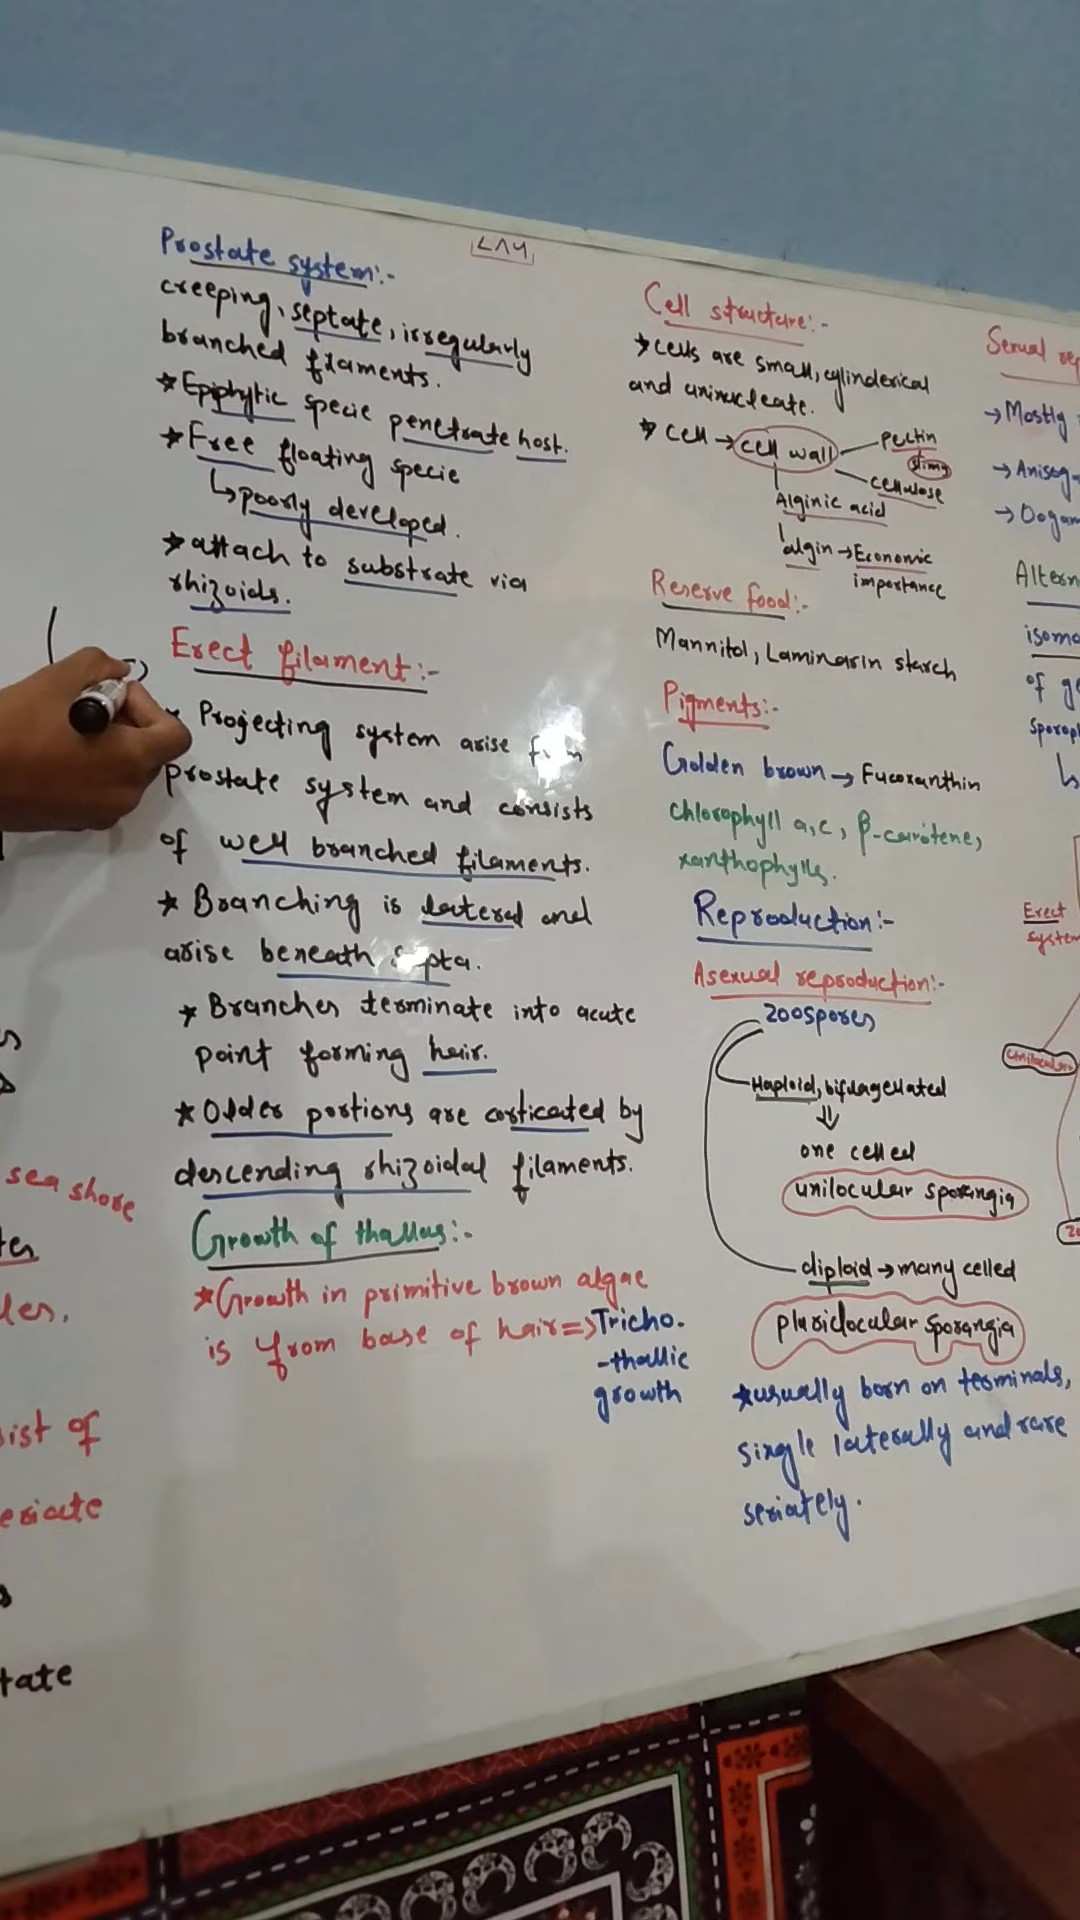 Prostate system:-
creeping, septate, irregularly
branched filaments.
* Epiphytic specie penetrate host.
* Free floating specie
↳ poorly developed.
* attach to substrate via
rhizoids.
Erect filament:-
* Projecting system arise
prostate system and consists
of well branched filaments.
* Branching is lateral and
arise beneath
* Branches terminate into acute
point forming hair.
* Older portions are corticated by
descending rhizoidal filaments.
Growth of thallus:-
* Growth in primitive brown algae
is from base of hair => Tricho-
-thallic
growth
Cell structure:-
* cells are small, cylinderical
and uninucleate.
* Cell → cell wall
pectin
cellulose
Alginic acid
algin → Economic
importance
Reserve food:-
Mannitol, Laminarin starch
Pigments:-
Golden brown → Fucoxanthin
chlorophyll a,c, β-carotene,
xanthophylls.
Reproduction:-
Asexual reproduction:-
zoospores
Haploid, biflagellated
⇓
one celled
unilocular sporangia
diploid → many celled
plurilocular sporangia
* usually born on terminals,
single laterally and rare
seriately.
→ Mostly
Erect
system
of
sea shore
ist of
eriate
tate